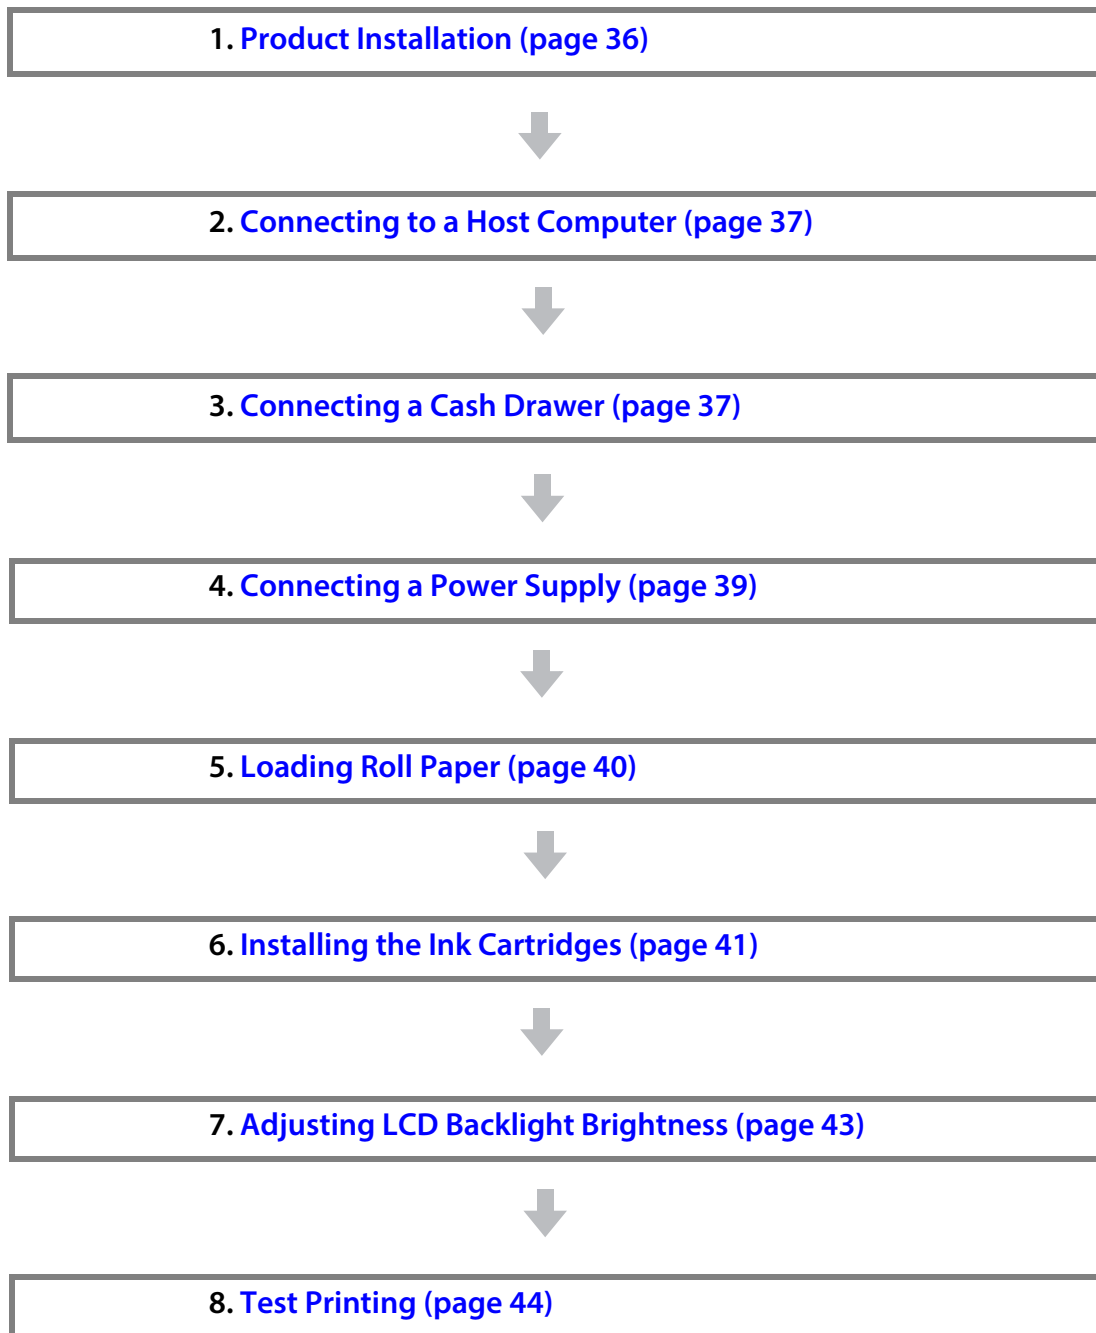 1. Product Installation (page 36)
2. Connecting to a Host Computer (page 37)
3. Connecting a Cash Drawer (page 37)
4. Connecting a Power Supply (page 39)
5. Loading Roll Paper (page 40)
6. Installing the Ink Cartridges (page 41)
7. Adjusting LCD Backlight Brightness (page 43)
8. Test Printing (page 44)